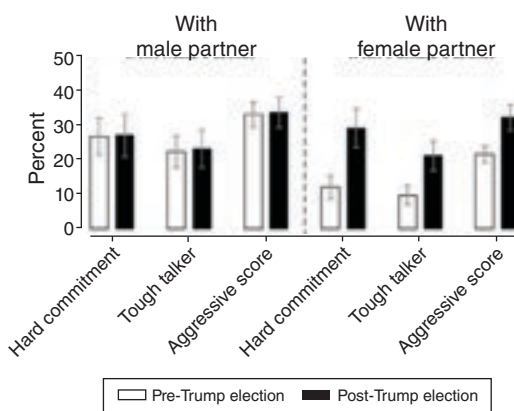 With
male partner
With
female partner
50
40
30
20
10
0
Percent
Hard commitment
Tough talker
Aggressive score
Hard commitment
Tough talker
Aggressive score
Pre-Trump election
Post-Trump election